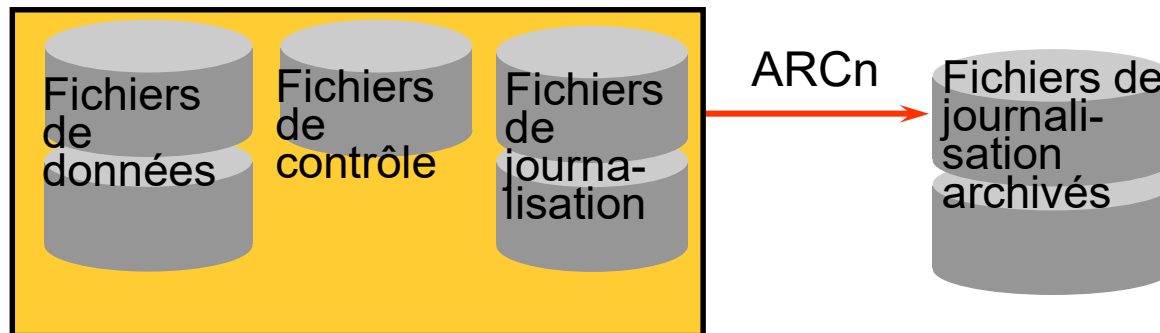 Fichiers
de
données
Fichiers
de
contrôle
Fichiers
de
journa-
lisation
ARCn
Fichiers de
journali-
sation
archivés